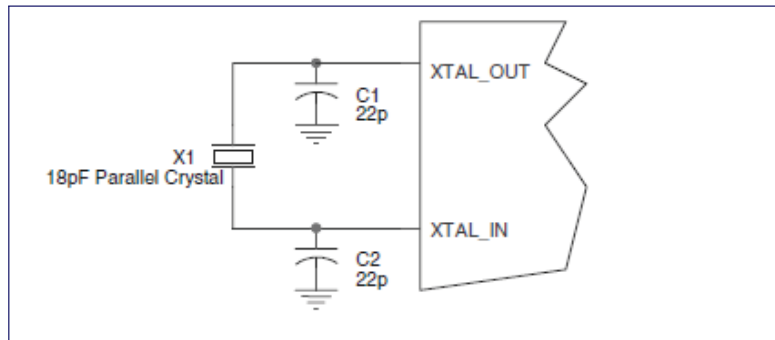 XTAL_OUT
C1
22p
X1
18pF Parallel Crystal
XTAL_IN
C2
22p